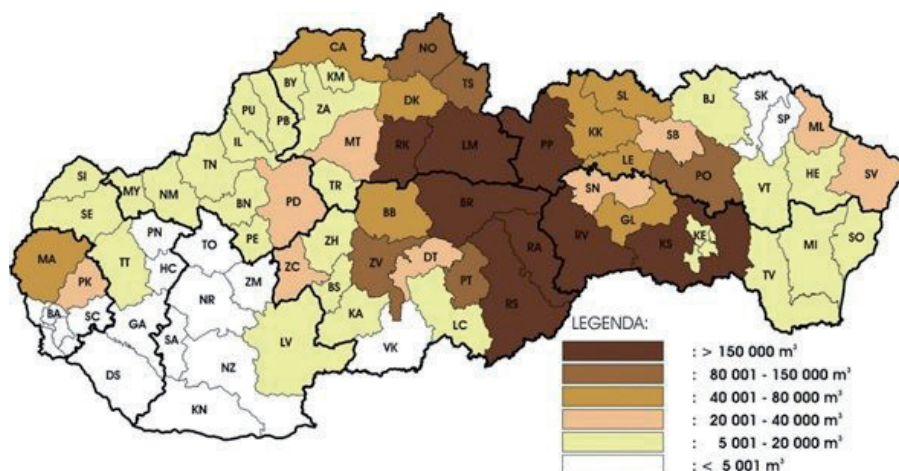 CA
NO
BY
KM
TS
DK
SL
BJ
SK
SP
ML
PU
PB
ZA
IL
MT
RK
LM
PP
KK
SB
LE
PO
HE
SV
SI
MY
NM
TN
BN
PD
TR
BR
SN
GL
VT
SE
PE
BB
RA
RV
KS
KE
SO
MA
PK
TT
PN
HC
TO
ZM
ZC
ZH
ZV
DT
PT
TV
MI
BA
SC
GA
NR
BS
KA
LC
RS
SA
LV
VK
DS
NZ
KN
LEGENDA:
: > 150 000 m³
: 80 001 - 150 000 m³
: 40 001 - 80 000 m³
: 20 001 - 40 000 m³
: 5 001 - 20 000 m³
: < 5 001 m³